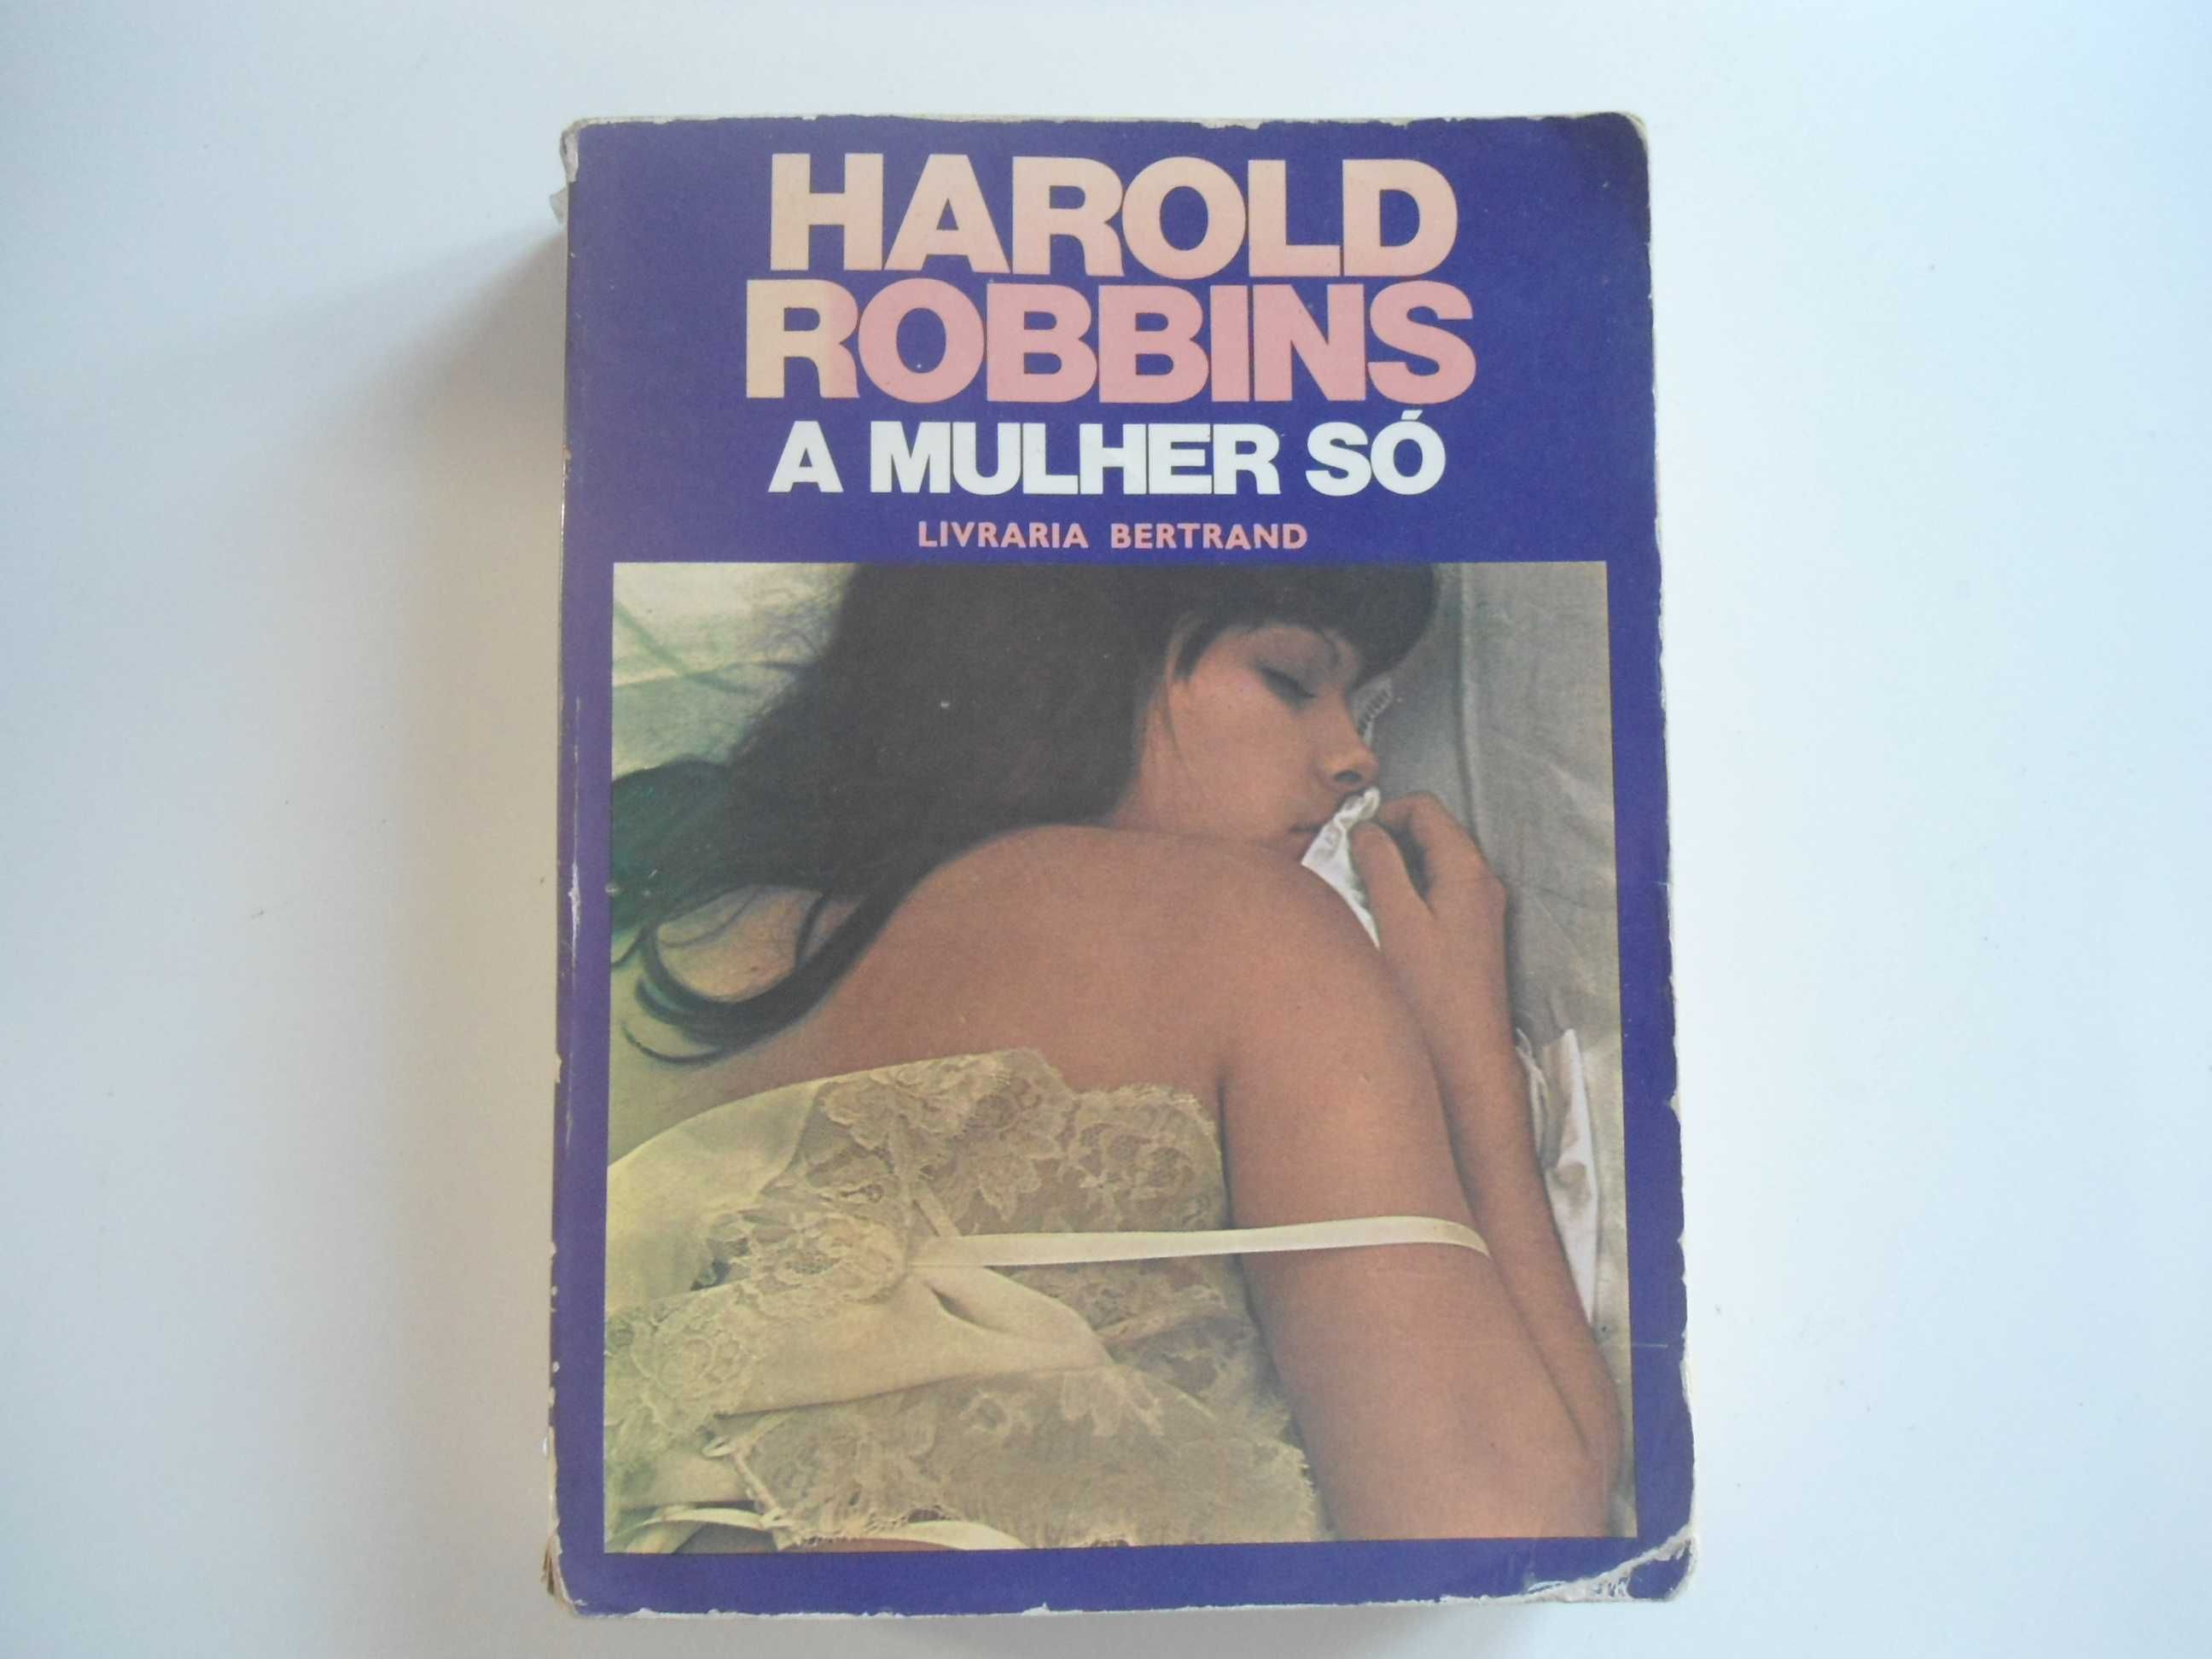 HAROLD
ROBBINS
A MULHER SÓ
LIVRARIA BERTRAND